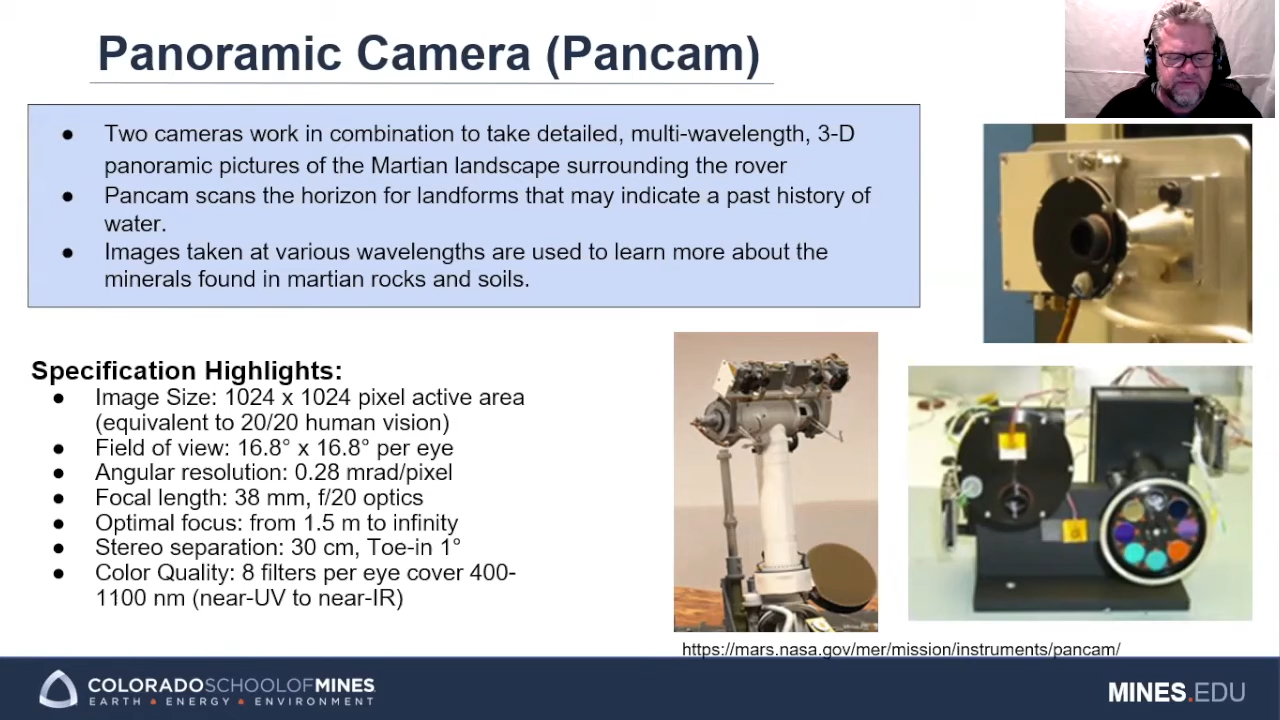 Panoramic Camera (Pancam)
● Two cameras work in combination to take detailed, multi-wavelength, 3-D
panoramic pictures of the Martian landscape surrounding the rover
● Pancam scans the horizon for landforms that may indicate a past history of
water.
● Images taken at various wavelengths are used to learn more about the
minerals found in martian rocks and soils.
Specification Highlights:
● Image Size: 1024 x 1024 pixel active area
(equivalent to 20/20 human vision)
● Field of view: 16.8° x 16.8° per eye
● Angular resolution: 0.28 mrad/pixel
● Focal length: 38 mm, f/20 optics
● Optimal focus: from 1.5 m to infinity
● Stereo separation: 30 cm, Toe-in 1°
● Color Quality: 8 filters per eye cover 400-
1100 nm (near-UV to near-IR)
https://mars.nasa.gov/mer/mission/instruments/pancam/
COLORADOSCHOOLOFMINES
EARTH • ENERGY • ENVIRONMENT
MINES.EDU